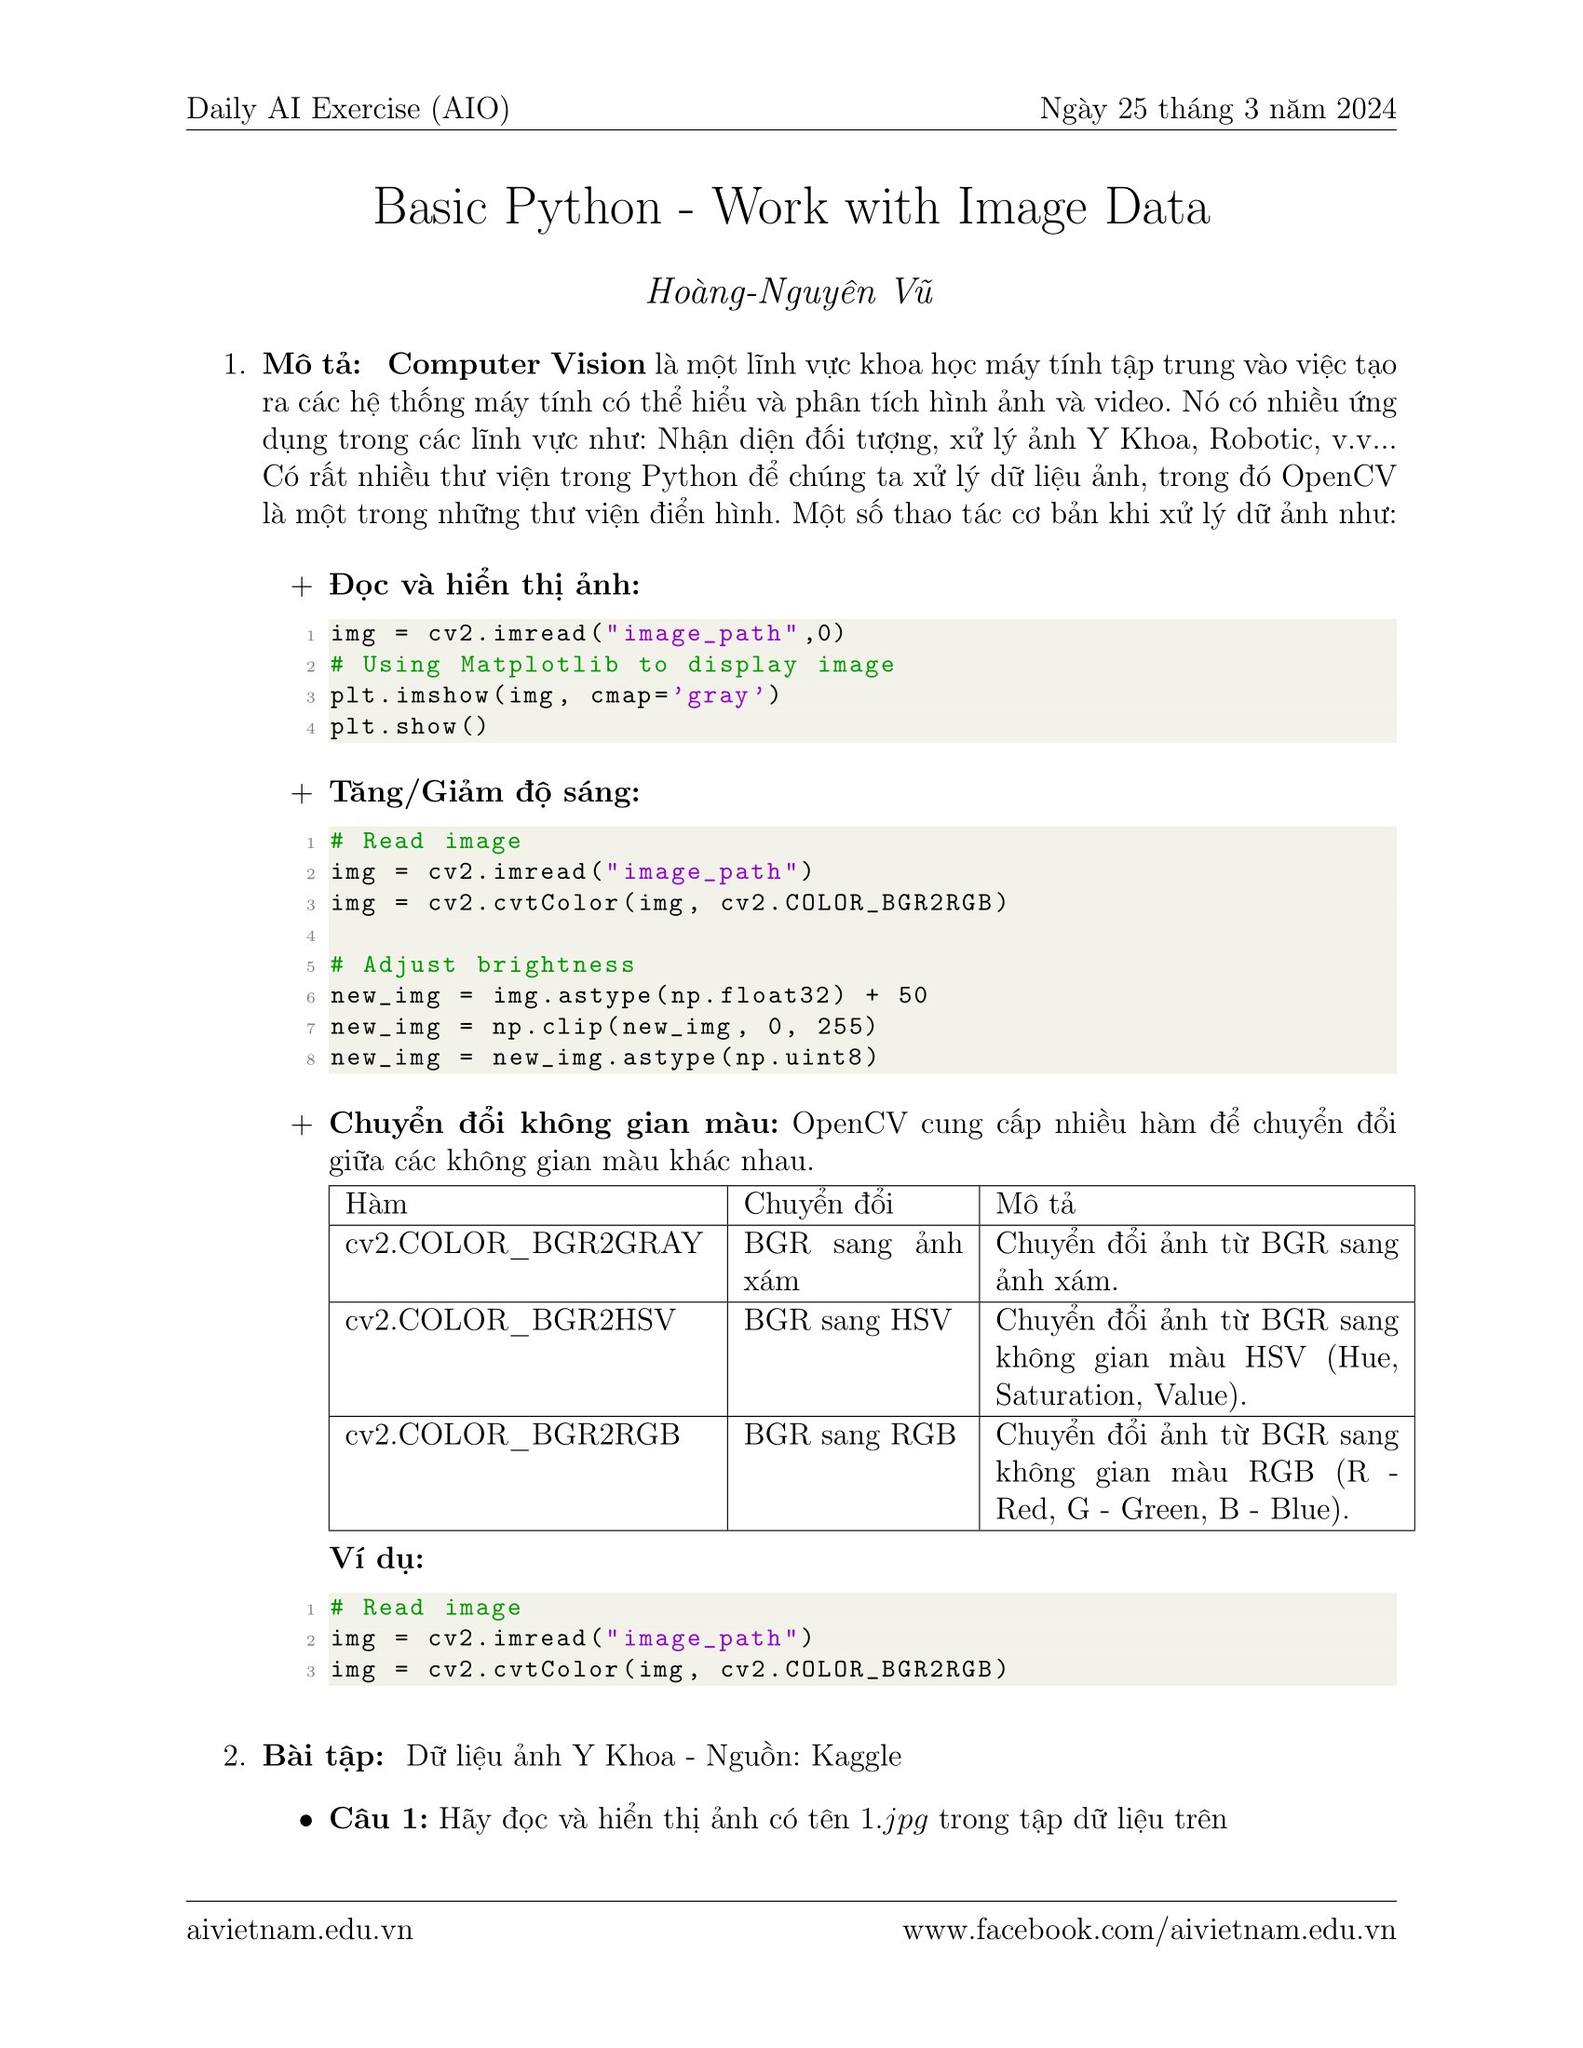 Daily AI Exercise (AIO)
Ngày 25 tháng 3 năm 2024
Basic Python - Work with Image Data
Hoàng-Nguyên Vũ
1. Mô tả: Computer Vision là một lĩnh vực khoa học máy tính tập trung vào việc tạo
ra các hệ thống máy tính có thể hiểu và phân tích hình ảnh và video. Nó có nhiều ứng
dụng trong các lĩnh vực như: Nhận diện đối tượng, xử lý ảnh Y Khoa, Robotic, v.v...
Có rất nhiều thư viện trong Python để chúng ta xử lý dữ liệu ảnh, trong đó OpenCV
là một trong những thư viện điển hình. Một số thao tác cơ bản khi xử lý dữ ảnh như:
+ Đọc và hiển thị ảnh:
1 img = cv2.imread("image_path",0)
2 # Using Matplotlib to display image
3 plt.imshow(img, cmap='gray')
4 plt.show()
+ Tăng/Giảm độ sáng:
1 # Read image
2 img = cv2.imread("image_path")
3 img = cv2.cvtColor(img, cv2.COLOR_BGR2RGB)
4
5 # Adjust brightness
6 new_img = img.astype(np.float32) + 50
7 new_img = np.clip(new_img, 0, 255)
8 new_img = new_img.astype(np.uint8)
+ Chuyển đổi không gian màu: OpenCV cung cấp nhiều hàm để chuyển đổi
giữa các không gian màu khác nhau.
Hàm Chuyển đổi Mô tả
cv2.COLOR_BGR2GRAY BGR sang ảnh Chuyển đổi ảnh từ BGR sang
xám ảnh xám.
cv2.COLOR_BGR2HSV BGR sang HSV Chuyển đổi ảnh từ BGR sang
không gian màu HSV (Hue,
Saturation, Value).
cv2.COLOR_BGR2RGB BGR sang RGB Chuyển đổi ảnh từ BGR sang
không gian màu RGB (R -
Red, G - Green, B - Blue).
Ví dụ:
1 # Read image
2 img = cv2.imread("image_path")
3 img = cv2.cvtColor(img, cv2.COLOR_BGR2RGB)
2. Bài tập: Dữ liệu ảnh Y Khoa - Nguồn: Kaggle
• Câu 1: Hãy đọc và hiển thị ảnh có tên 1.jpg trong tập dữ liệu trên
aivietnam.edu.vn
www.facebook.com/aivietnam.edu.vn